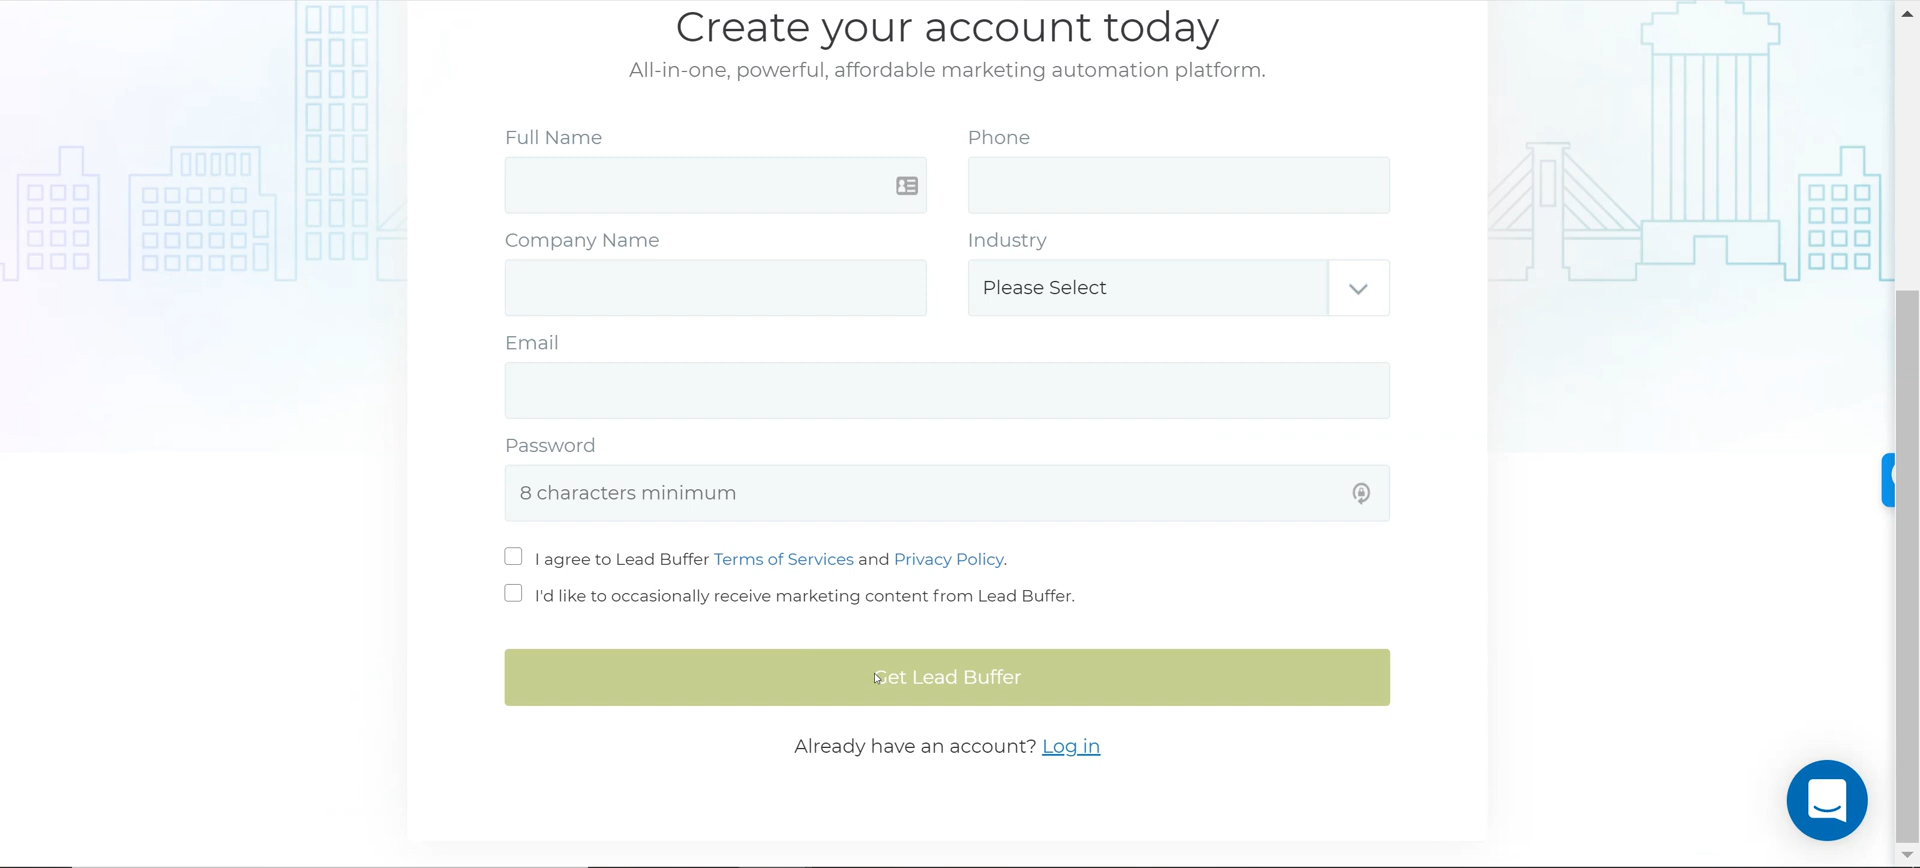 Create your account today
All-in-one, powerful, affordable marketing automation platform.
Full Name
Phone
Company Name
Industry
Please Select
Email
Password
8 characters minimum
I agree to Lead Buffer Terms of Services and Privacy Policy.
I'd like to occasionally receive marketing content from Lead Buffer.
Get Lead Buffer
Already have an account? Log in